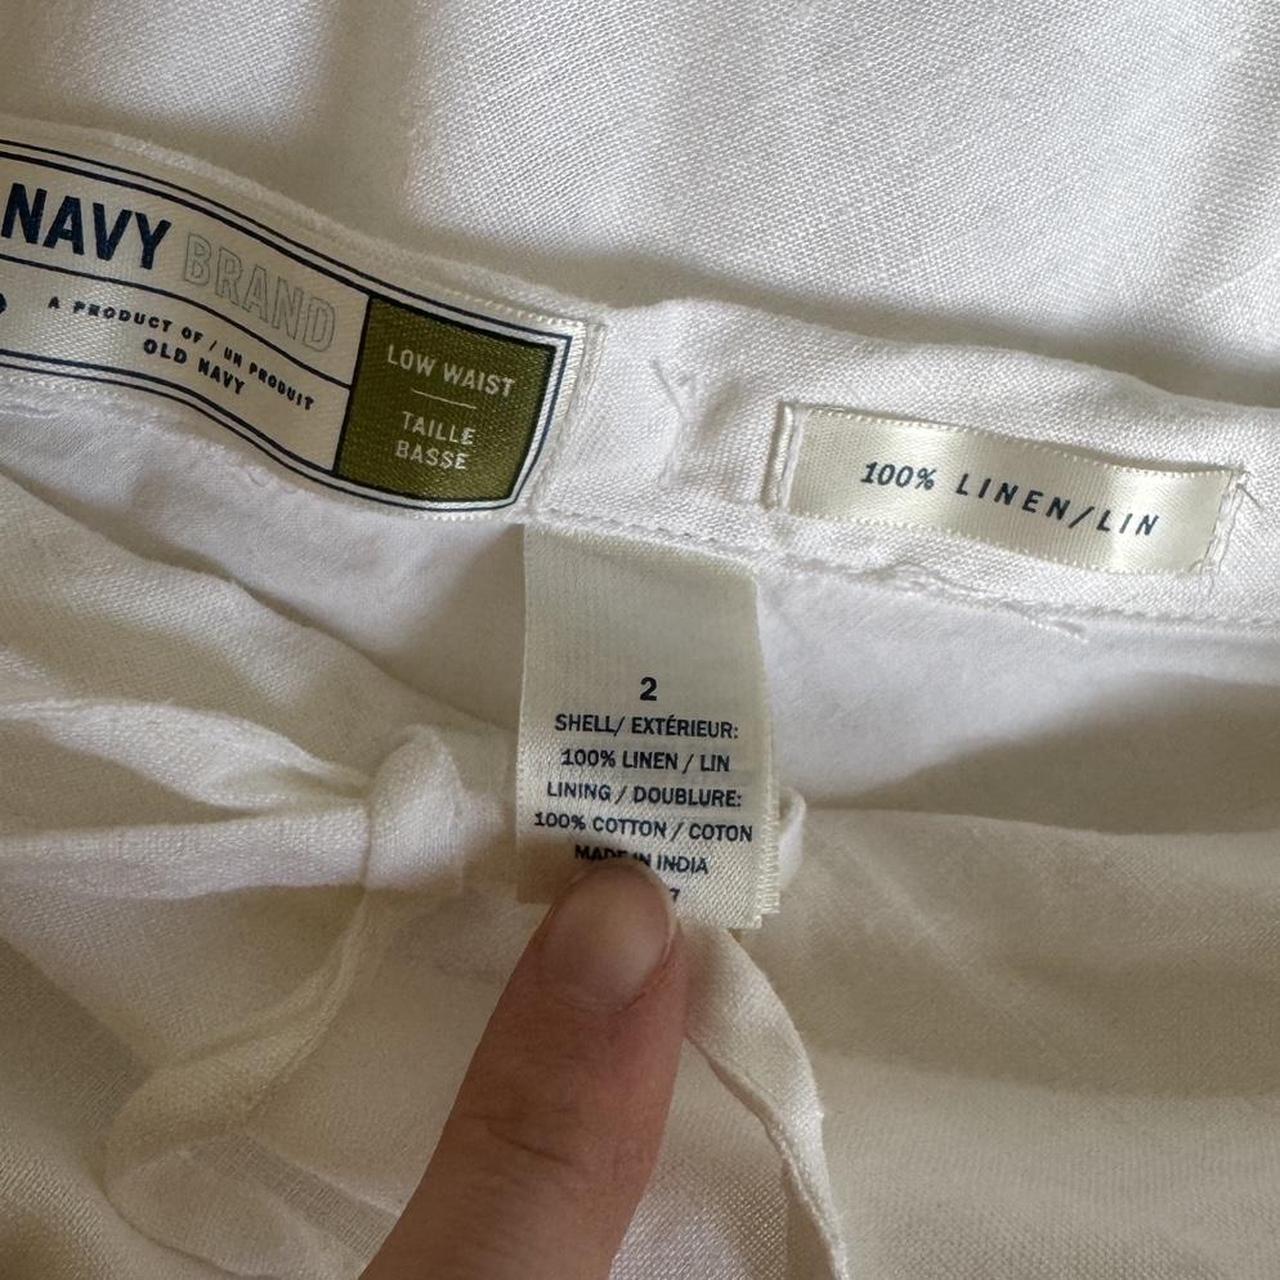 NAVY BRAND
A PRODUCT OF / UN PRODUIT
OLD NAVY
LOW WAIST
TAILLE
BASSE
100% LINEN/LIN
2
SHELL/ EXTÉRIEUR:
100% LINEN / LIN
LINING / DOUBLURE:
100% COTTON / COTON
MADE IN INDIA
7